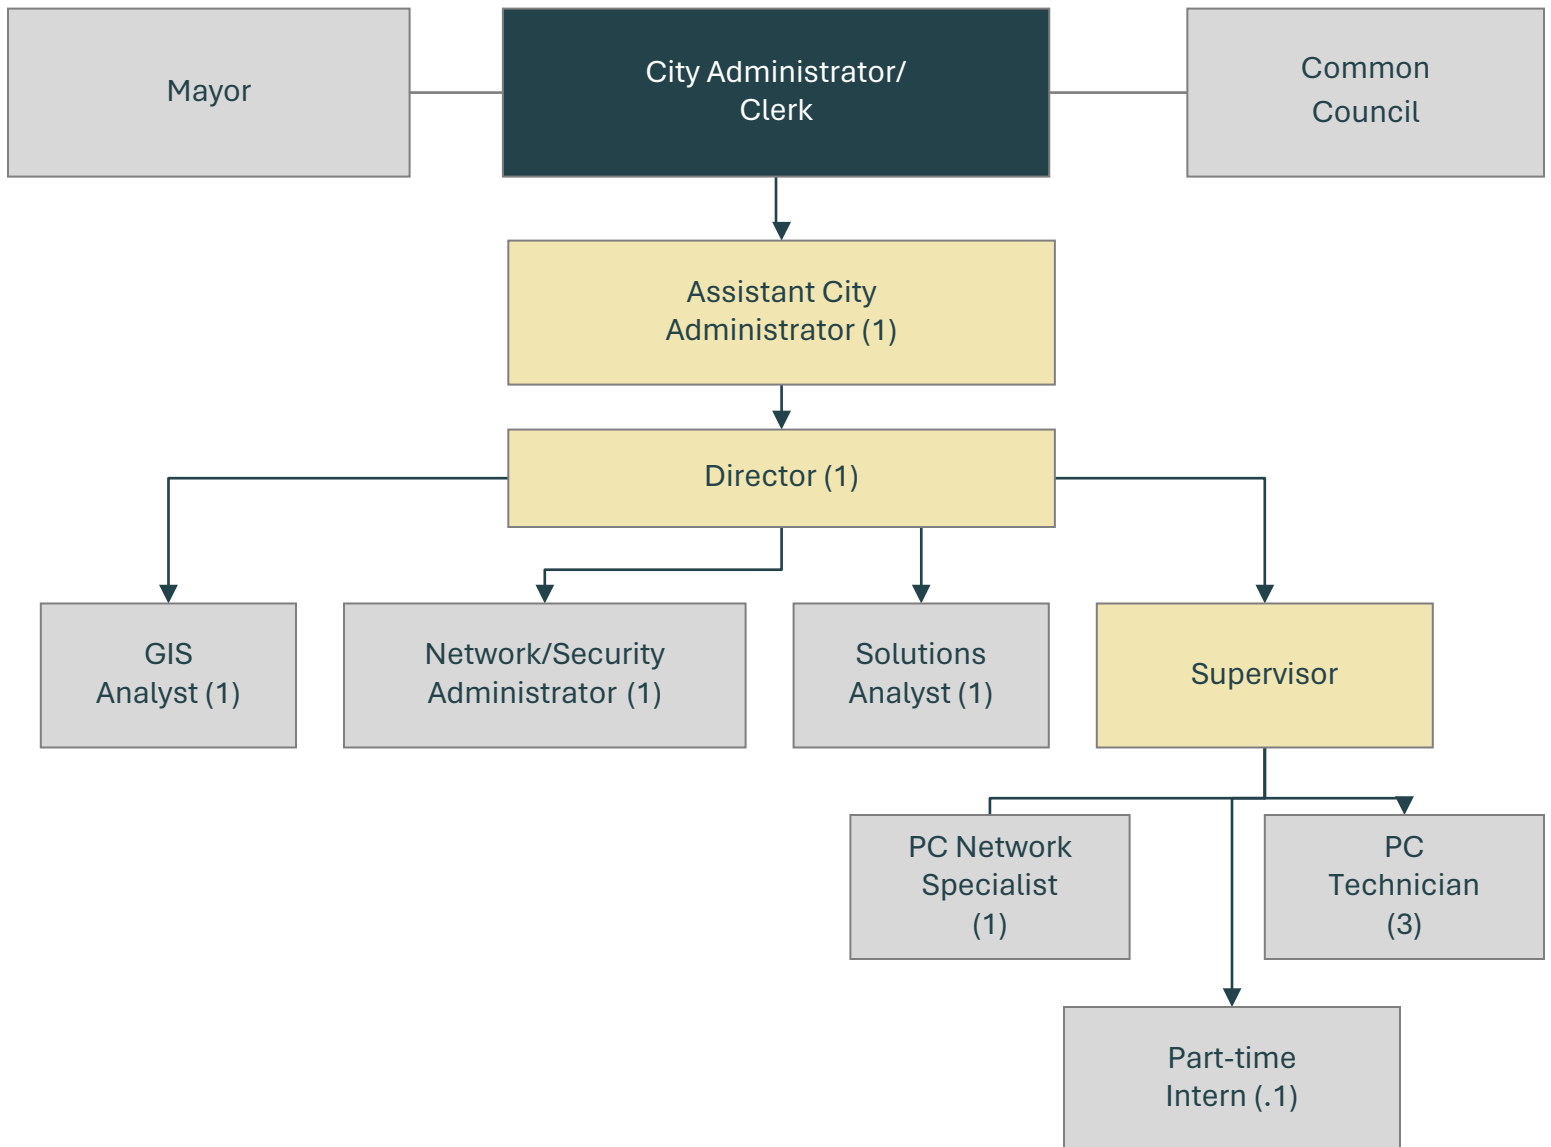 Mayor
City Administrator/
Clerk
Common
Council
Assistant City
Administrator (1)
Director (1)
GIS
Analyst (1)
Network/Security
Administrator (1)
Solutions
Analyst (1)
Supervisor
PC Network
Specialist
(1)
PC
Technician
(3)
Part-time
Intern (.1)